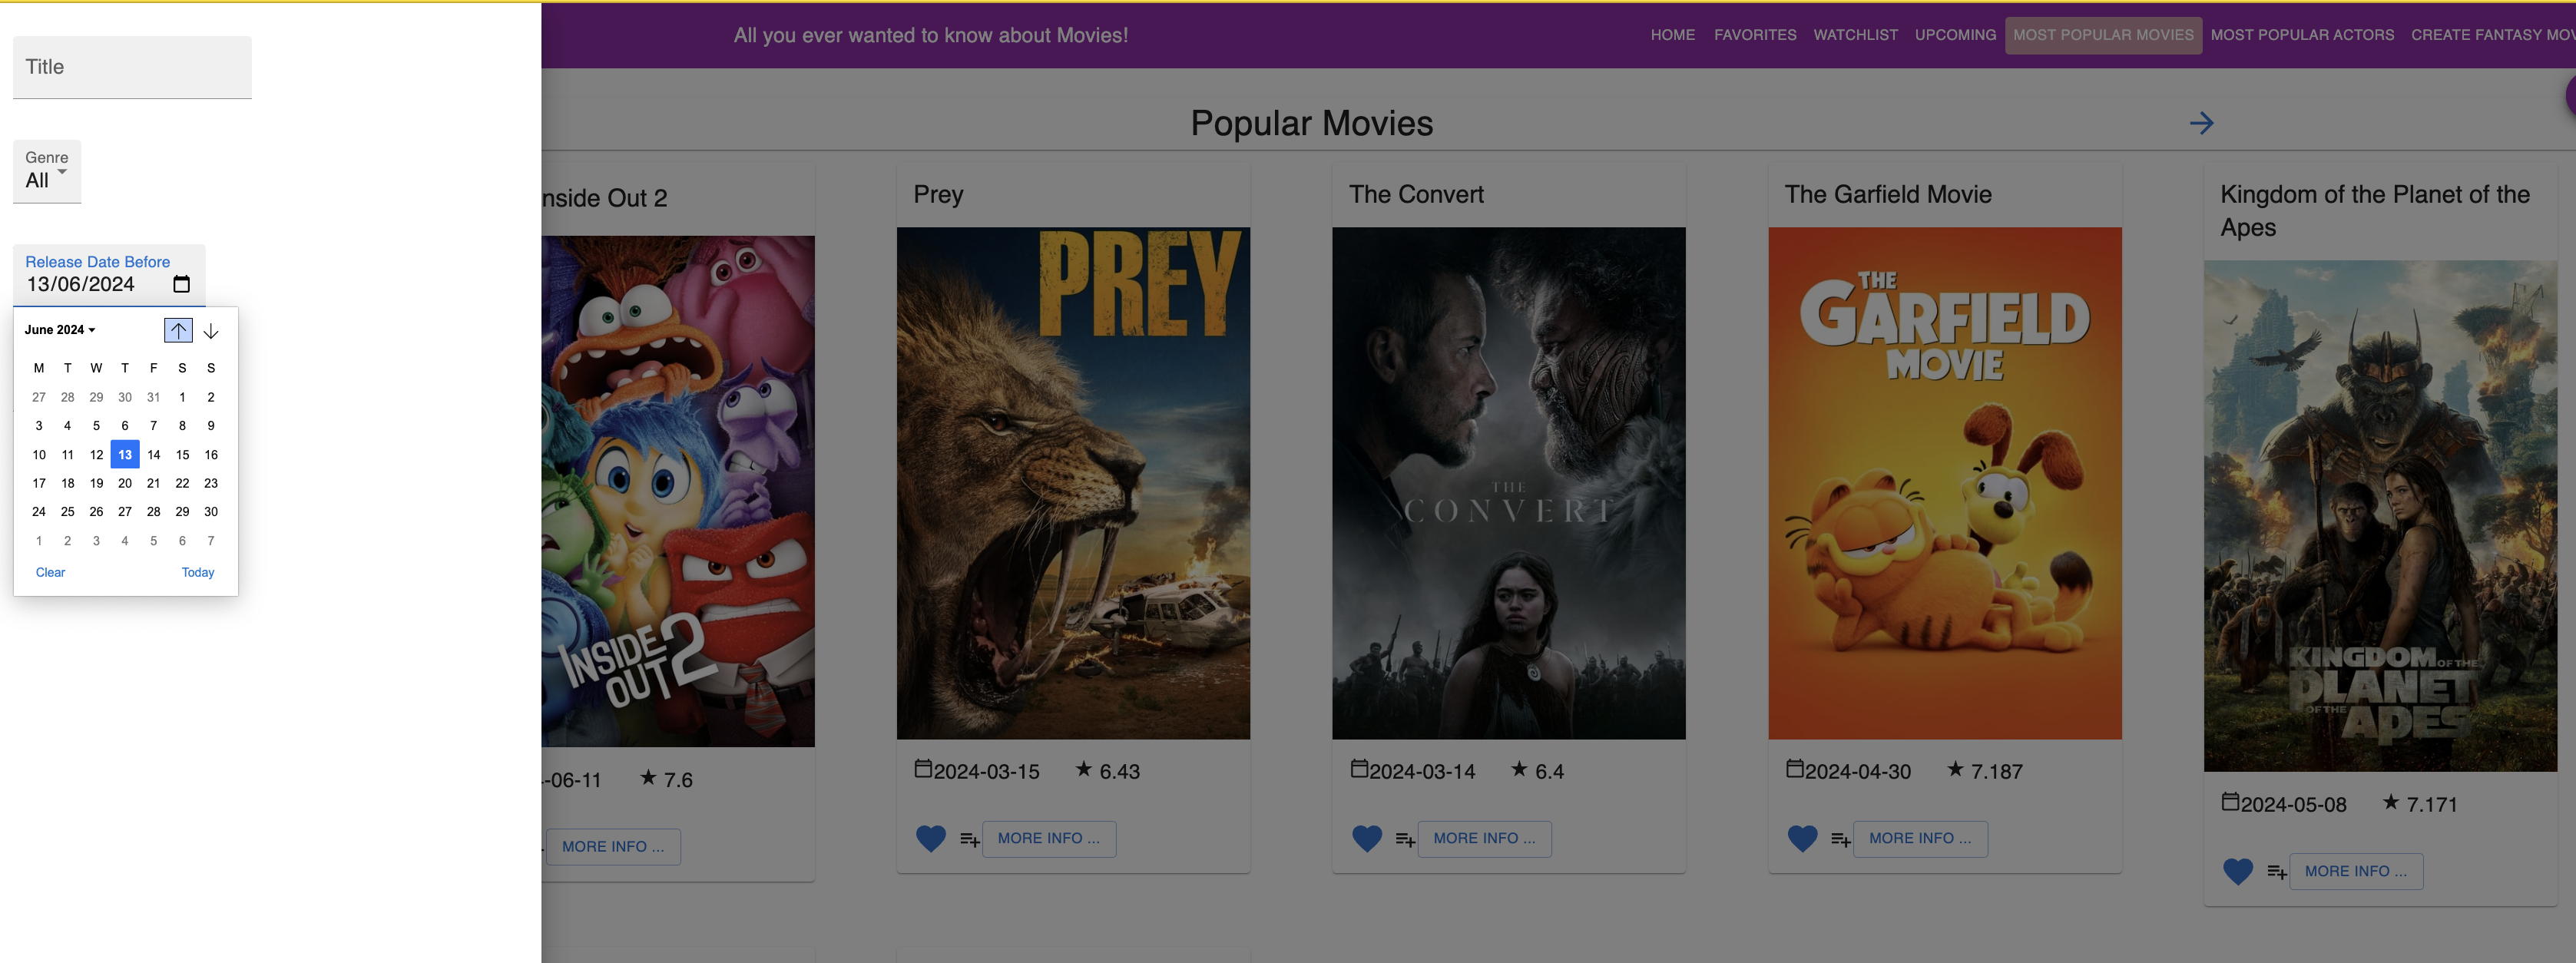 All you ever wanted to know about Movies!
HOME FAVORITES WATCHLIST UPCOMING MOST POPULAR MOVIES MOST POPULAR ACTORS CREATE FANTASY MOV
Title
Genre
All
Release Date Before
13/06/2024
June 2024
M T W T F S S
27 28 29 30 31 1 2
3 4 5 6 7 8 9
10 11 12 13 14 15 16
17 18 19 20 21 22 23
24 25 26 27 28 29 30
1 2 3 4 5 6 7
Clear Today
Popular Movies
nside Out 2
INSIDE
OUT 2
-06-11 7.6
MORE INFO ...
Prey
PREY
2024-03-15 6.43
MORE INFO ...
The Convert
THE
CONVERT
2024-03-14 6.4
MORE INFO ...
The Garfield Movie
THE
GARFIELD
MOVIE
2024-04-30 7.187
MORE INFO ...
Kingdom of the Planet of the
Apes
KINGDOM OF THE
PLANET
OF THE APES
2024-05-08 7.171
MORE INFO ...